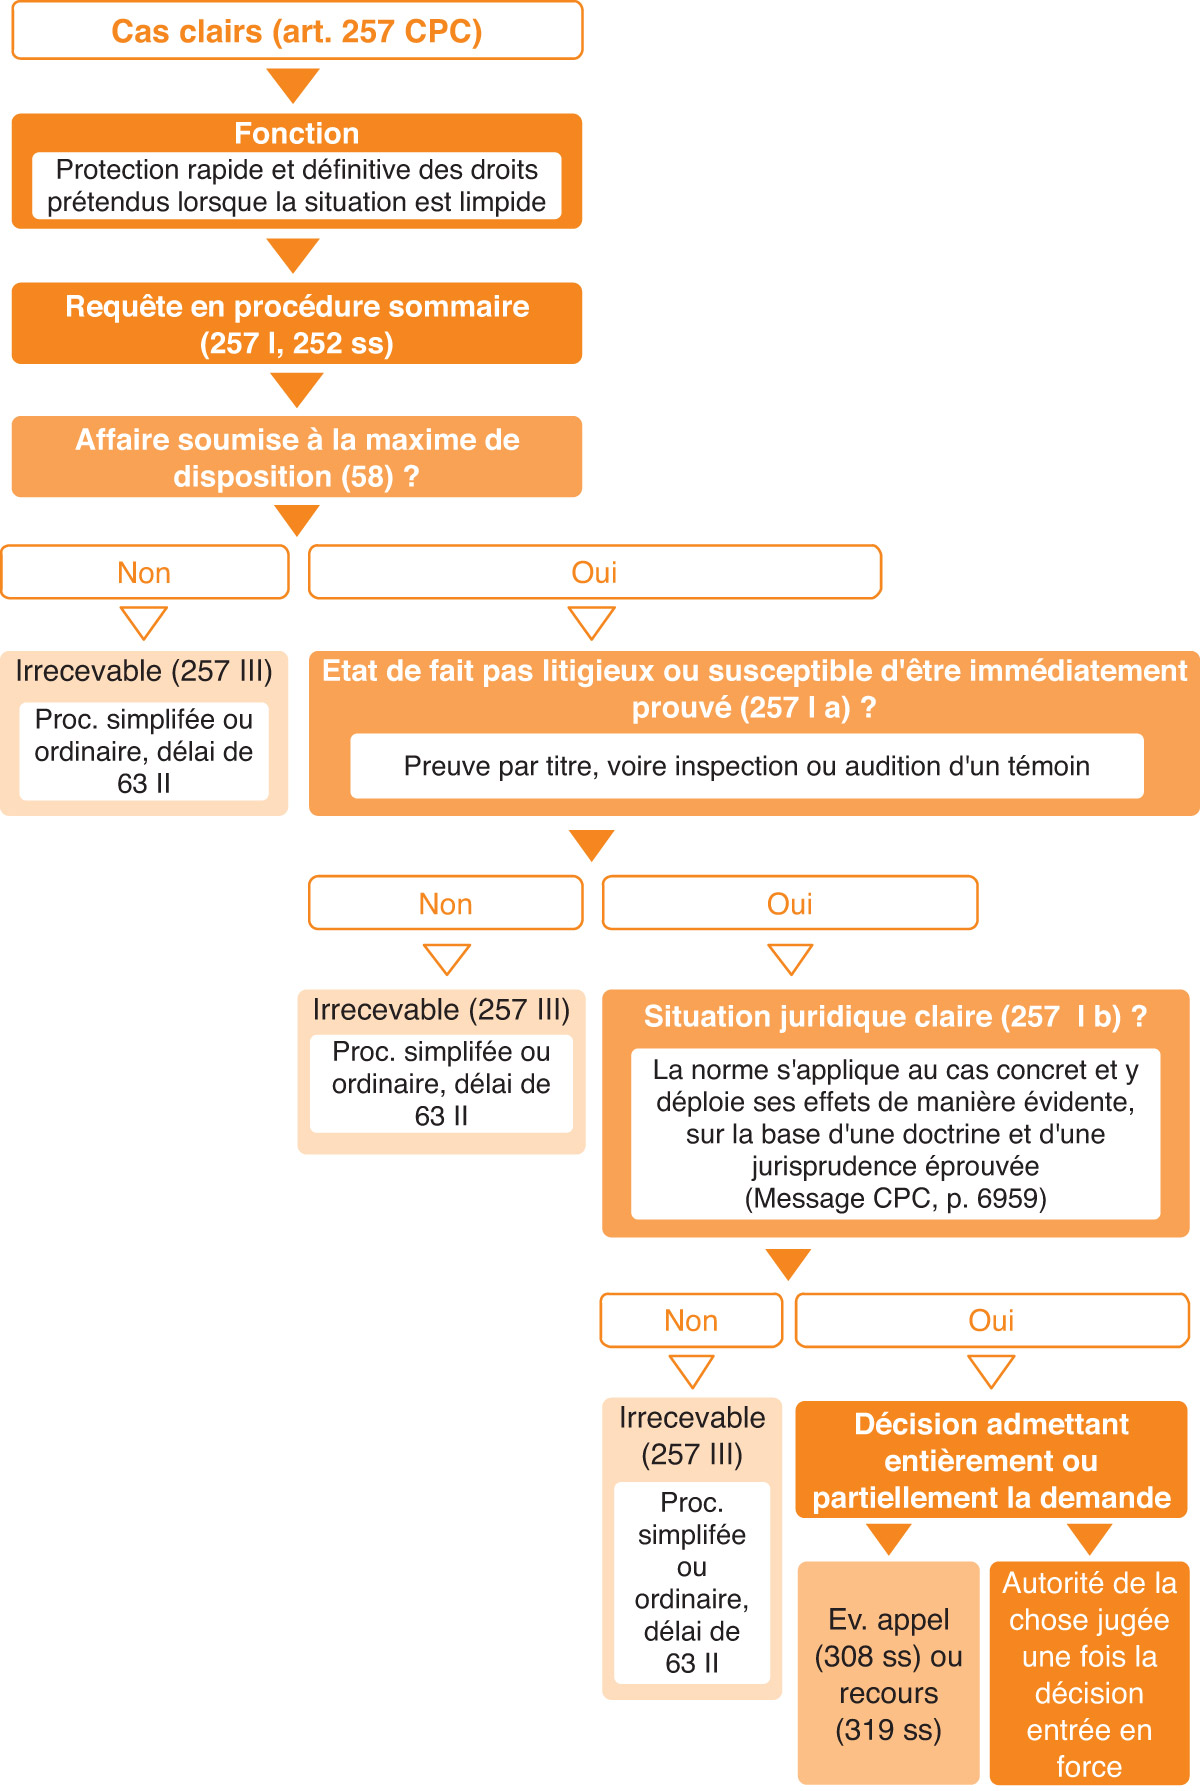 Cas clairs (art. 257 CPC)
Fonction
Protection rapide et définitive des droits
prétendus lorsque la situation est limpide
Requête en procédure sommaire
(257 I, 252 ss)
Affaire soumise à la maxime de
disposition (58) ?
Non
Oui
Irrecevable (257 III)
Proc. simplifée ou
ordinaire, délai de
63 II
Etat de fait pas litigieux ou susceptible d'être immédiatement
prouvé (257 I a) ?
Preuve par titre, voire inspection ou audition d'un témoin
Non
Oui
Irrecevable (257 III)
Proc. simplifée ou
ordinaire, délai de
63 II
Situation juridique claire (257 I b) ?
La norme s'applique au cas concret et y
déploie ses effets de manière évidente,
sur la base d'une doctrine et d'une
jurisprudence éprouvée
(Message CPC, p. 6959)
Non
Oui
Irrecevable
(257 III)
Proc.
simplifée
ou
ordinaire,
délai de
63 II
Décision admettant
entièrement ou
partiellement la demande
Ev. appel
(308 ss) ou
recours
(319 ss)
Autorité de la
chose jugée
une fois la
décision
entrée en
force